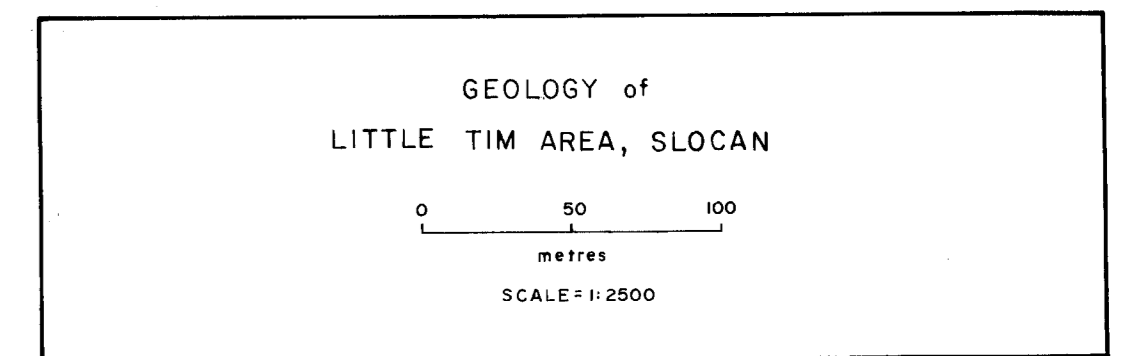 GEOLOGY of
LITTLE TIM AREA, SLOCAN
0 50 100
metres
SCALE = 1:2500